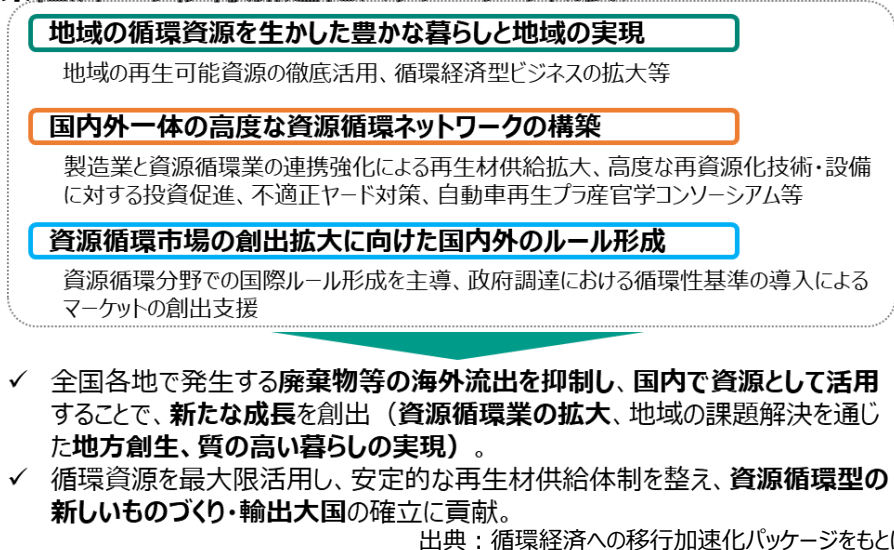 地域の循環資源を生かした豊かな暮らしと地域の実現
地域の再生可能資源の徹底活用、循環経済型ビジネスの拡大等
国内外一体の高度な資源循環ネットワークの構築
製造業と資源循環業の連携強化による再生材供給拡大、高度な再資源化技術・設備
に対する投資促進、不適正ヤード対策、自動車再生プラ産官学コンソーシアム等
資源循環市場の創出拡大に向けた国内外のルール形成
資源循環分野での国際ルール形成を主導、政府調達における循環性基準の導入による
マーケットの創出支援
✓ 全国各地で発生する廃棄物等の海外流出を抑制し、国内で資源として活用
することで、新たな成長を創出（資源循環業の拡大、地域の課題解決を通じ
た地方創生、質の高い暮らしの実現）。
✓ 循環資源を最大限活用し、安定的な再生材供給体制を整え、資源循環型の
新しいものづくり・輸出大国の確立に貢献。
出典：循環経済への移行加速化パッケージをもと